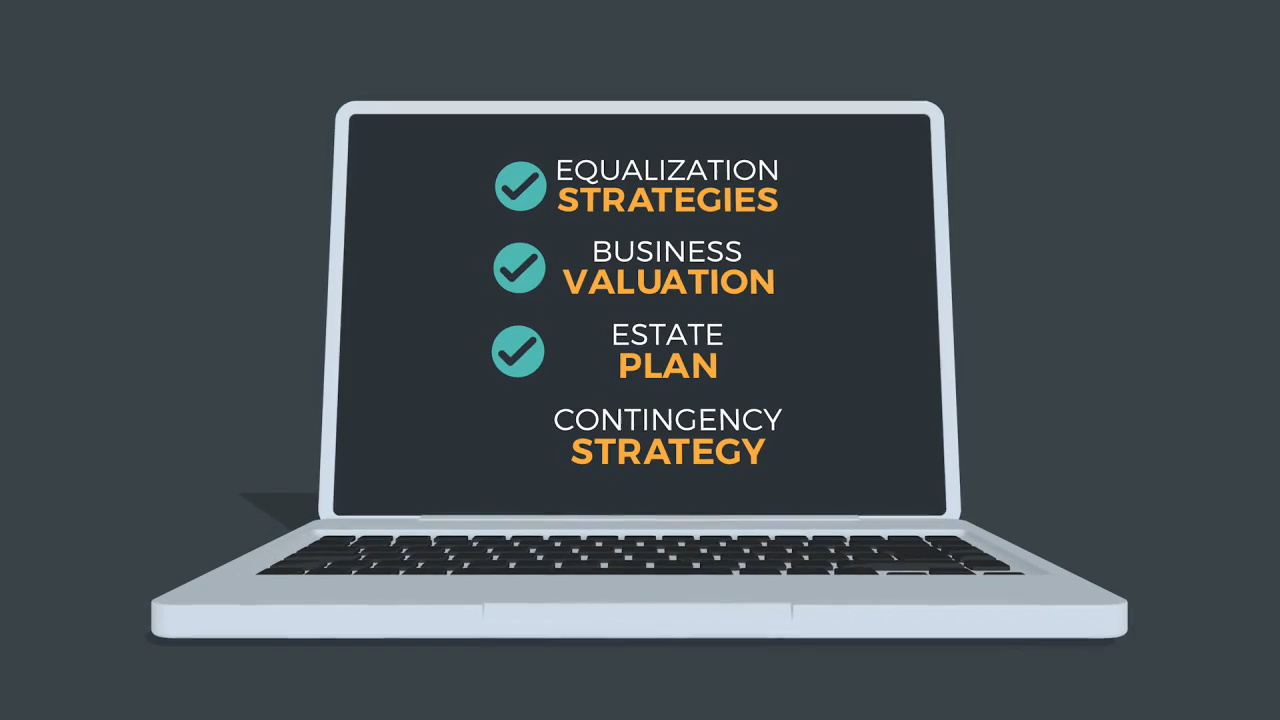 EQUALIZATION
STRATEGIES
BUSINESS
VALUATION
ESTATE
PLAN
CONTINGENCY
STRATEGY